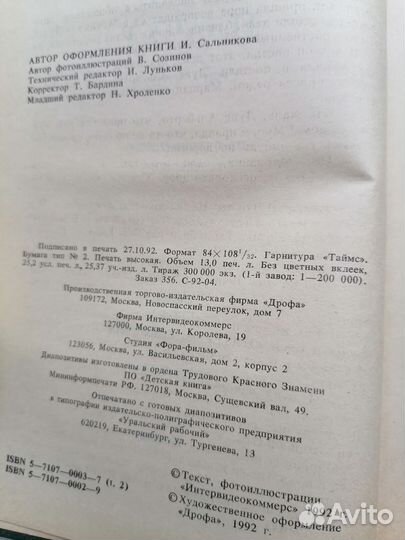 АВТОР ОФОРМЛЕНИЯ КНИГИ И. Сальникова
Автор фотоиллюстраций В. Созинов
Технический редактор И. Луньков
Корректор Т. Бардина
Младший редактор Н. Хроленко
Подписано в печать 27.10.92. Формат 84×108¹/₃₂. Гарнитура «Таймс».
Бумага тип № 2. Печать высокая. Объем 13,0 печ. л. Без цветных вклеек,
25,2 усл. печ. л., 25,37 уч.-изд. л. Тираж 300 000 экз. (1-й завод: 1—200 000).
Заказ 356. С-92-04.
Производственная торгово-издательская фирма «Дрофа»
109172, Москва, Новоспасский переулок, дом 7
Фирма Интервидеокоммерс
127000, Москва, ул. Королева, 19
Студия «Фора-фильм»
123056, Москва, ул. Васильевская, дом 2, корпус 2
Диапозитивы изготовлены в ордена Трудового Красного Знамени
ПО «Детская книга»
Мининформпечати РФ. 127018, Москва, Сущевский вал, 49.
Отпечатано с готовых диапозитивов
в типографии издательско-полиграфического предприятия
«Уральский рабочий»
620219, Екатеринбург, ул. Тургенева, 13
ISBN 5—7107—0003—7 (т. 2)
ISBN 5—7107—0002—9
© Текст, фотоиллюстрации
«Интервидеокоммерс» 1992 г.
© Художественное оформление
«Дрофа», 1992 г.
Avito